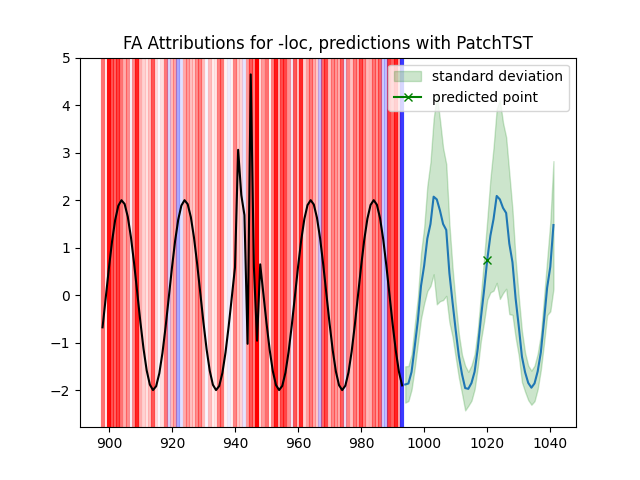 FA Attributions for -loc, predictions with PatchTST
5
4
3
2
1
0
−1
−2
standard deviation
predicted point
900 920 940 960 980 1000 1020 1040